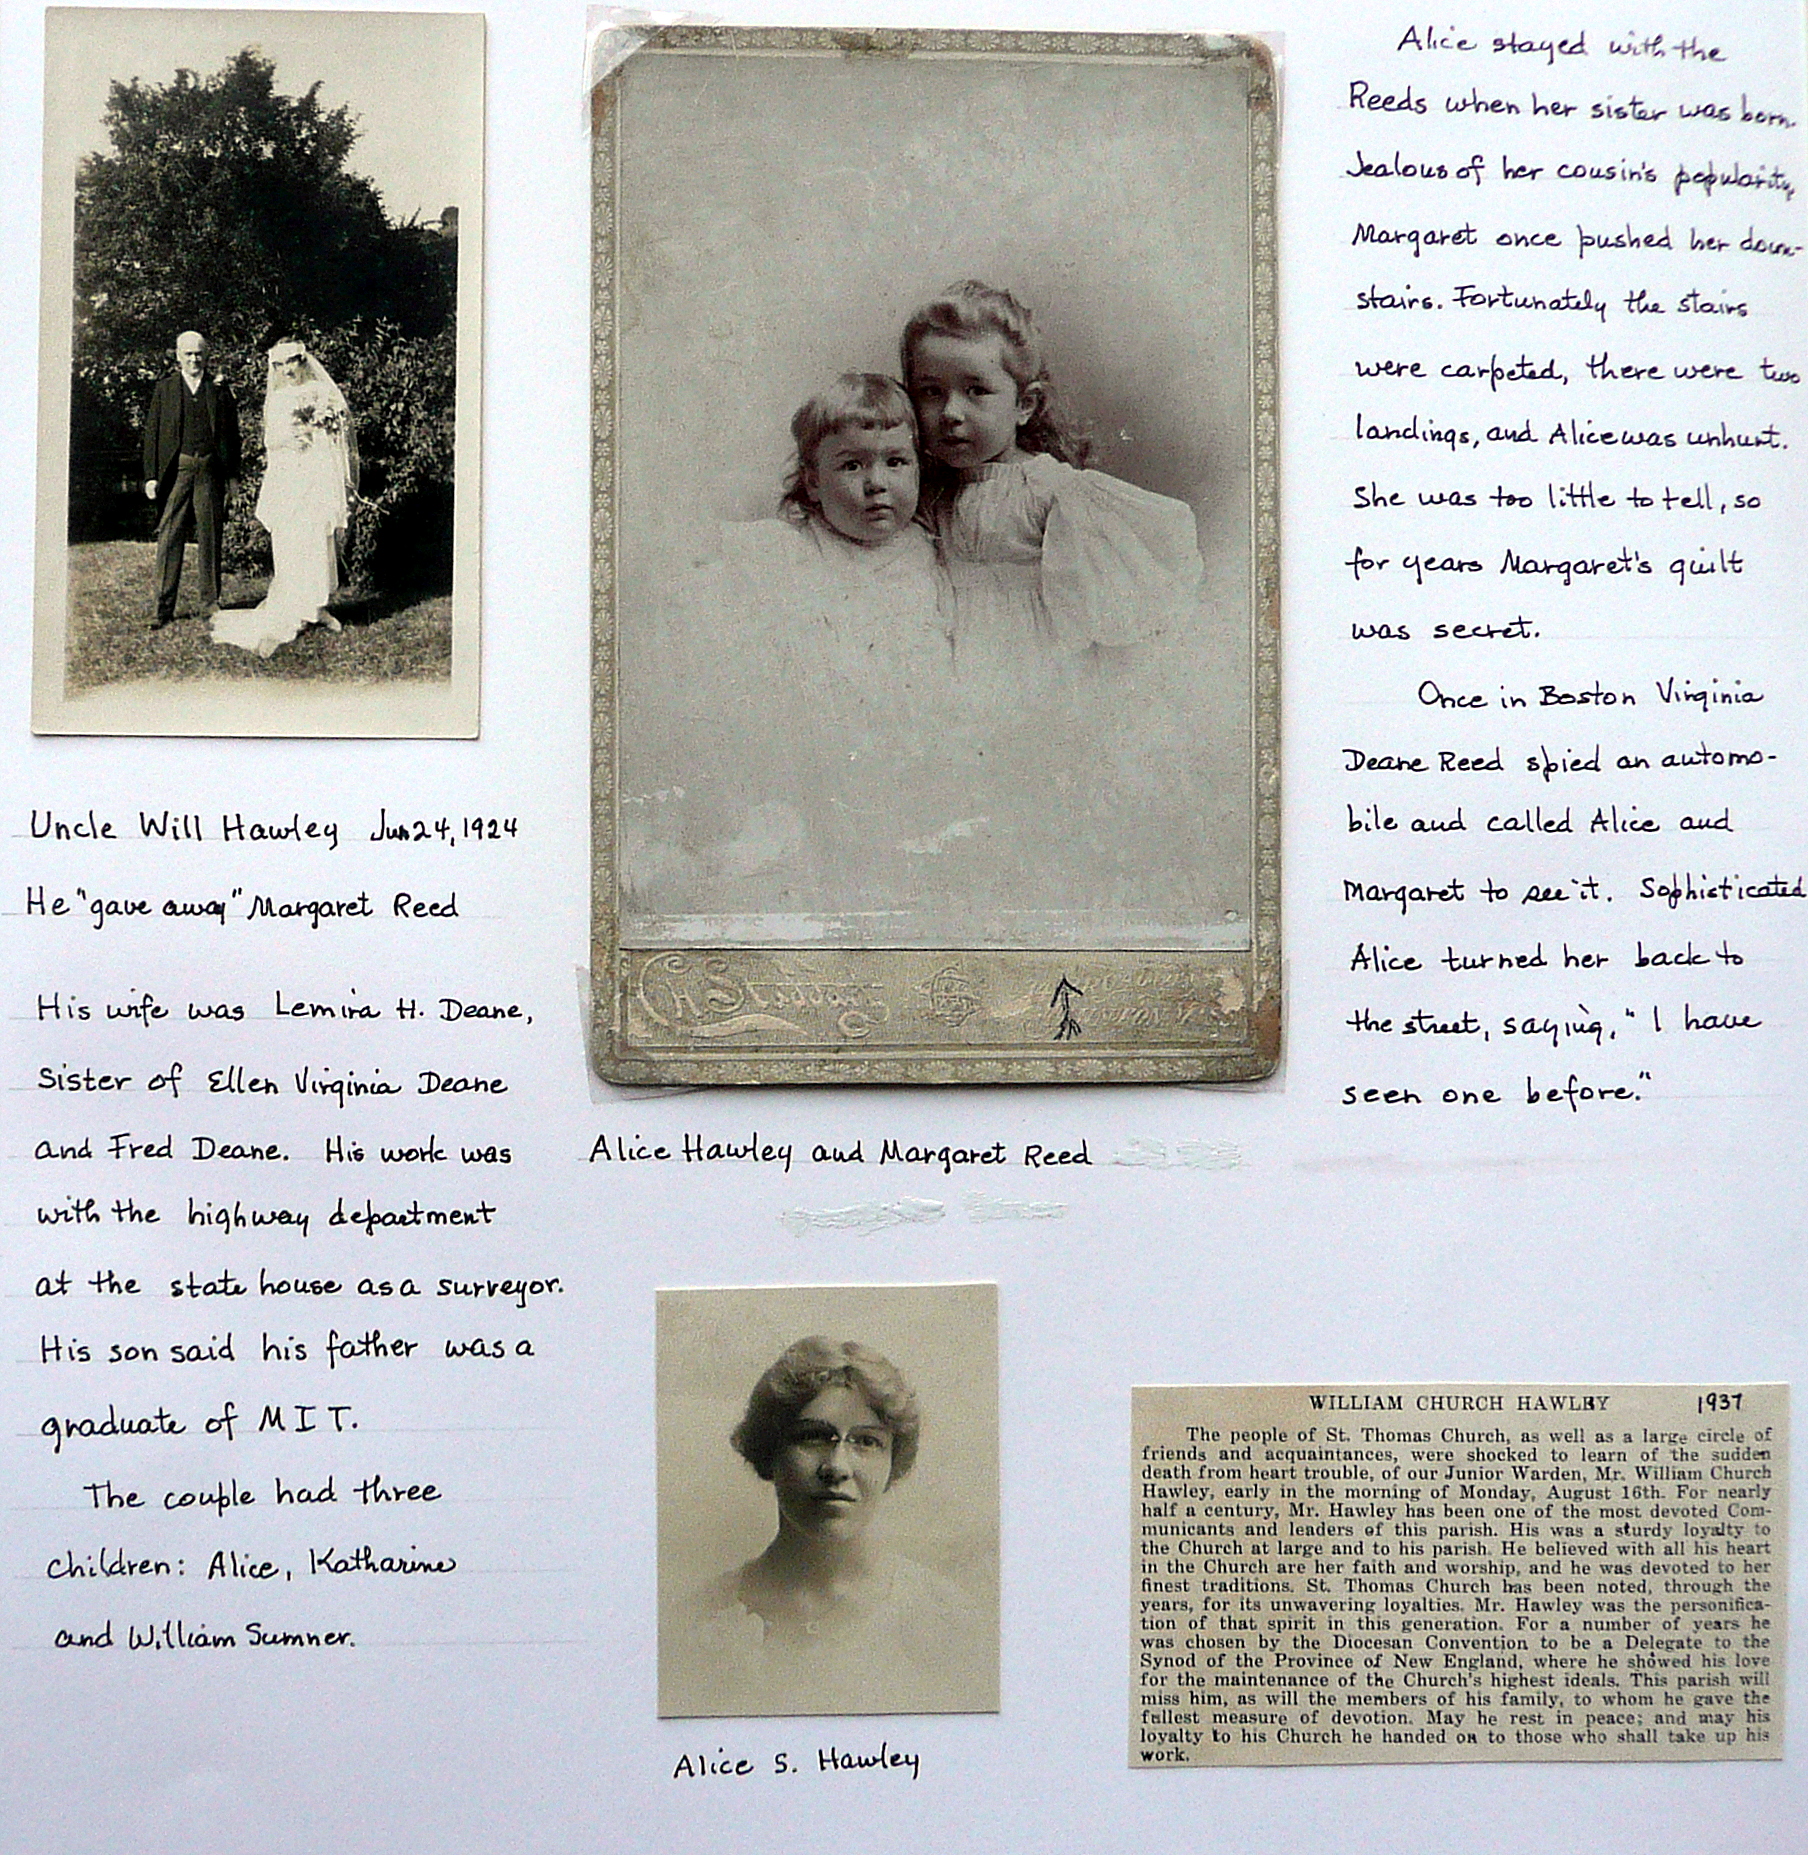 Uncle Will Hawley Jun 24, 1924
He "gave away" Margaret Reed
His wife was Lemira H. Deane,
Sister of Ellen Virginia Deane
and Fred Deane. His work was
with the highway department
at the state house as a surveyor.
His son said his father was a
graduate of MIT.
The couple had three
children: Alice, Katharine
and William Sumner.
Alice Hawley and Margaret Reed
Alice S. Hawley
Alice stayed with the
Reeds when her sister was born.
Jealous of her cousin's popularity,
Margaret once pushed her down-
stairs. Fortunately the stairs
were carpeted, there were two
landings, and Alice was unhurt.
She was too little to tell, so
for years Margaret's quilt
was secret.
Once in Boston Virginia
Deane Reed spied an automo-
bile and called Alice and
Margaret to see it. Sophisticated
Alice turned her back to
the street, saying, "I have
seen one before."
WILLIAM CHURCH HAWLEY 1937
The people of St. Thomas Church, as well as a large circle of
friends and acquaintances, were shocked to learn of the sudden
death from heart trouble, of our Junior Warden, Mr. William Church
Hawley, early in the morning of Monday, August 16th. For nearly
half a century, Mr. Hawley has been one of the most devoted Com-
municants and leaders of this parish. His was a sturdy loyalty to
the Church at large and to his parish. He believed with all his heart
in the Church are her faith and worship, and he was devoted to her
finest traditions. St. Thomas Church has been noted, through the
years, for its unwavering loyalties. Mr. Hawley was the personifica-
tion of that spirit in this generation. For a number of years he
was chosen by the Diocesan Convention to be a Delegate to the
Synod of the Province of New England, where he showed his love
for the maintenance of the Church's highest ideals. This parish will
miss him, as will the members of his family, to whom he gave the
fullest measure of devotion. May he rest in peace; and may his
loyalty to his Church he handed on to those who shall take up his
work.